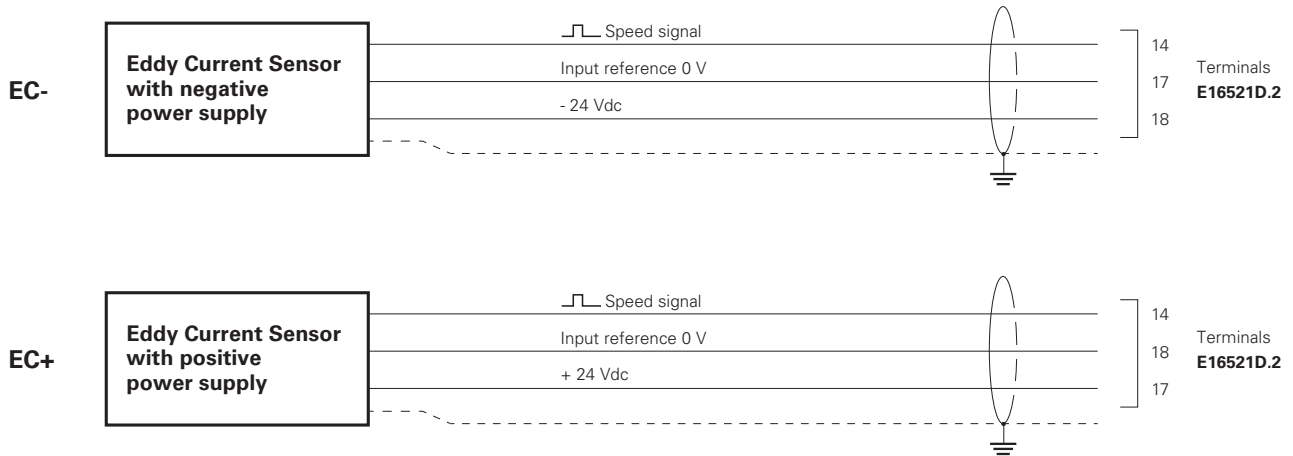 EC-
Eddy Current Sensor
with negative
power supply
Speed signal
Input reference 0 V
- 24 Vdc
14
17
18
Terminals
E16521D.2
EC+
Eddy Current Sensor
with positive
power supply
Speed signal
Input reference 0 V
+ 24 Vdc
14
18
17
Terminals
E16521D.2